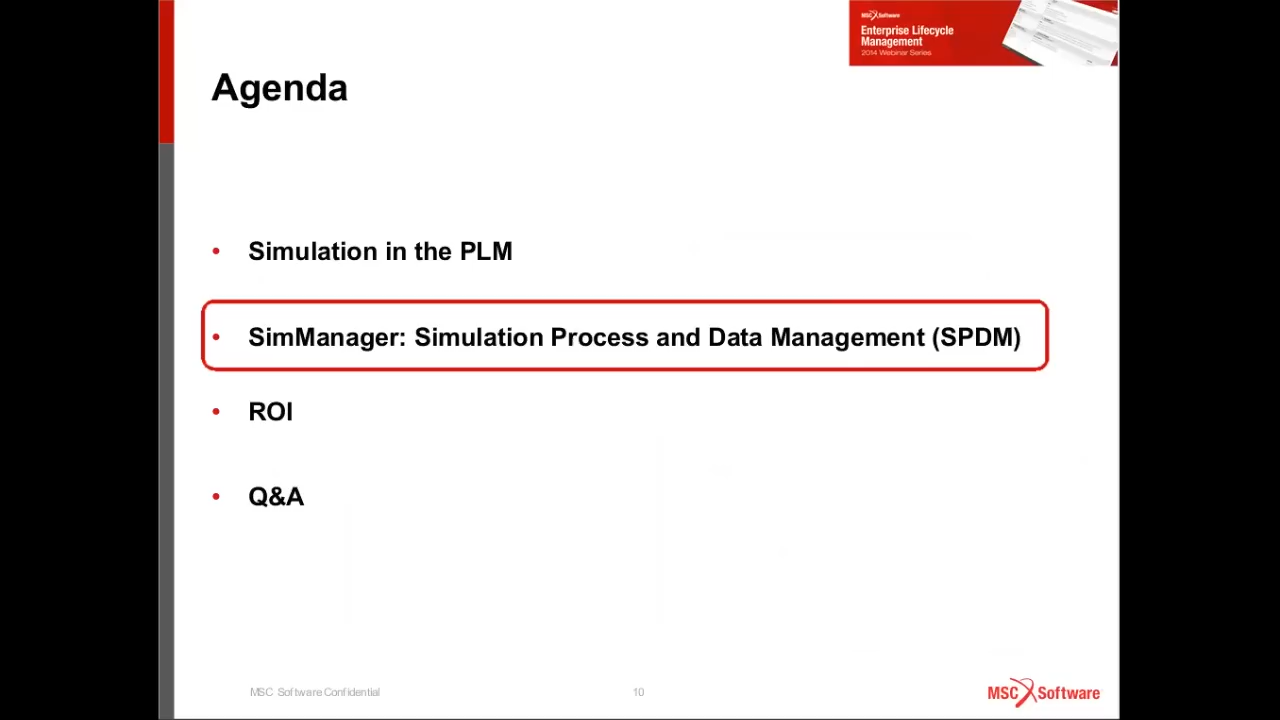 MSC Software
Enterprise Lifecycle
Management
2014 Webinar Series
Agenda
• Simulation in the PLM
• SimManager: Simulation Process and Data Management (SPDM)
• ROI
• Q&A
MSC Software Confidential
10
MSC Software